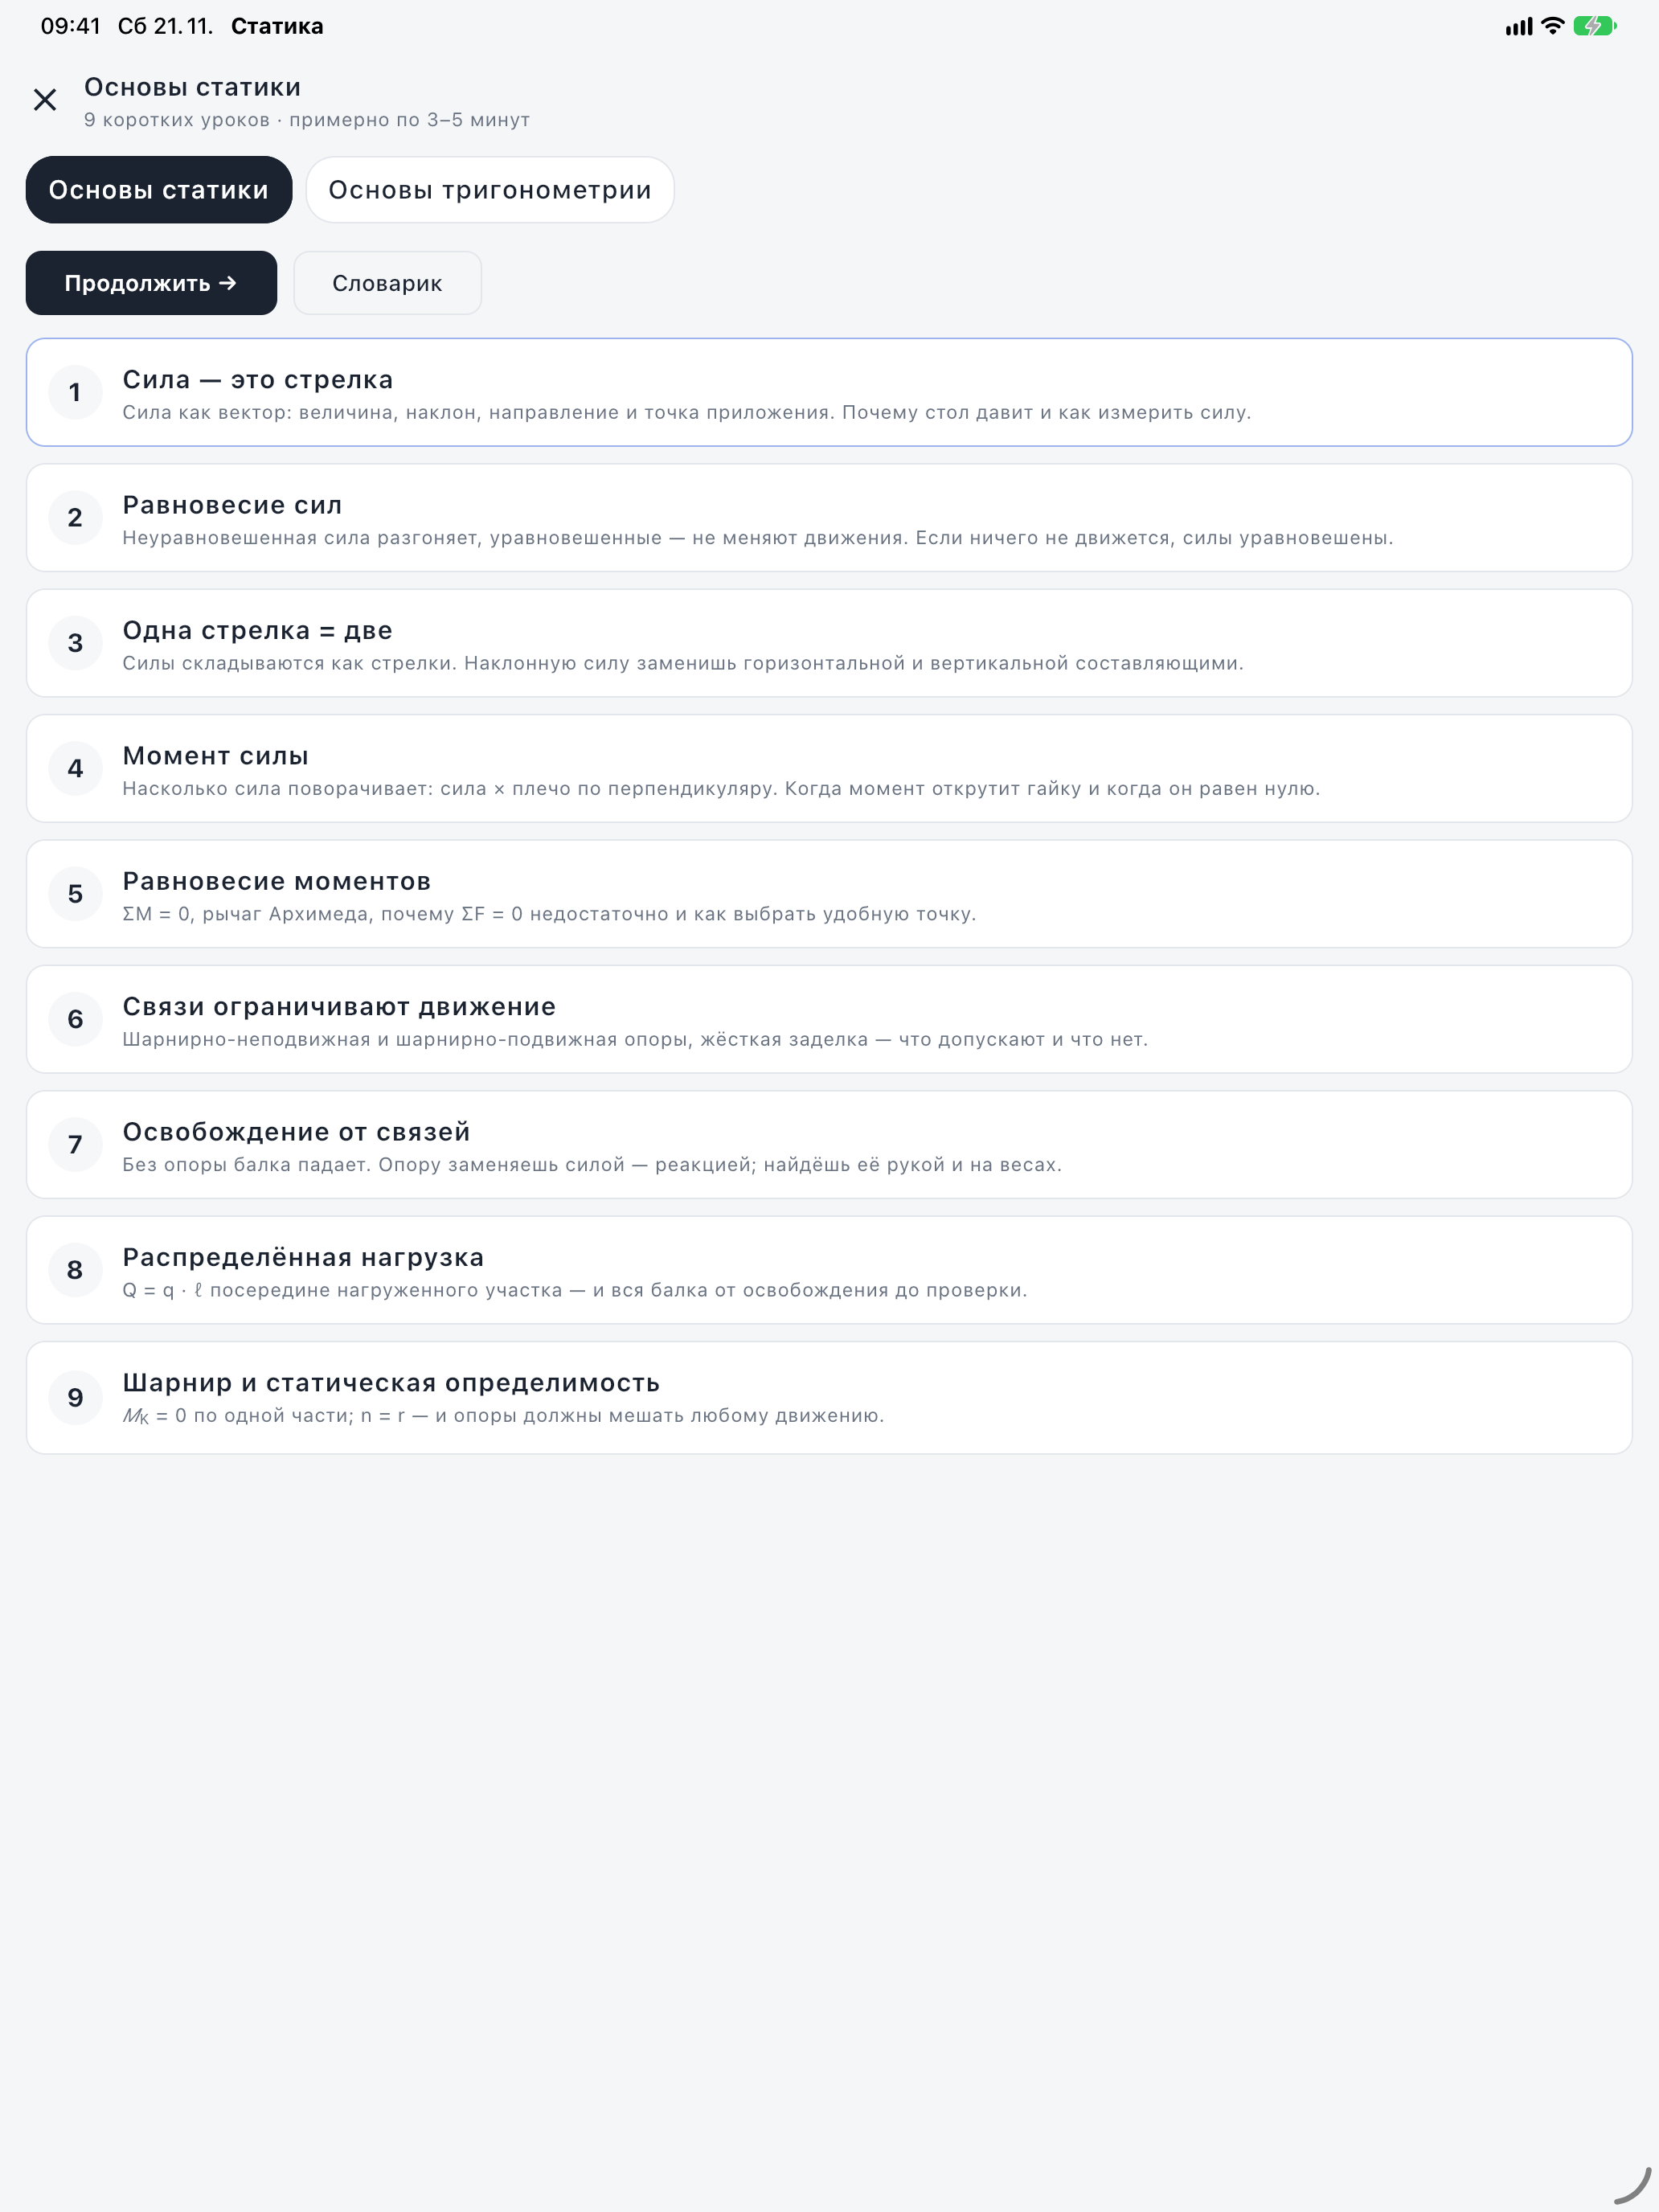 09:41 Сб 21.11. Статика
Основы статики
9 коротких уроков · примерно по 3–5 минут
Основы статики
Основы тригонометрии
Продолжить →
Словарик
1
Сила — это стрелка
Сила как вектор: величина, наклон, направление и точка приложения. Почему стол давит и как измерить силу.
2
Равновесие сил
Неуравновешенная сила разгоняет, уравновешенные — не меняют движения. Если ничего не движется, силы уравновешены.
3
Одна стрелка = две
Силы складываются как стрелки. Наклонную силу заменишь горизонтальной и вертикальной составляющими.
4
Момент силы
Насколько сила поворачивает: сила × плечо по перпендикуляру. Когда момент открутит гайку и когда он равен нулю.
5
Равновесие моментов
ΣM = 0, рычаг Архимеда, почему ΣF = 0 недостаточно и как выбрать удобную точку.
6
Связи ограничивают движение
Шарнирно-неподвижная и шарнирно-подвижная опоры, жёсткая заделка — что допускают и что нет.
7
Освобождение от связей
Без опоры балка падает. Опору заменяешь силой — реакцией; найдёшь её рукой и на весах.
8
Распределённая нагрузка
Q = q · ℓ посередине нагруженного участка — и вся балка от освобождения до проверки.
9
Шарнир и статическая определимость
Mк = 0 по одной части; n = r — и опоры должны мешать любому движению.